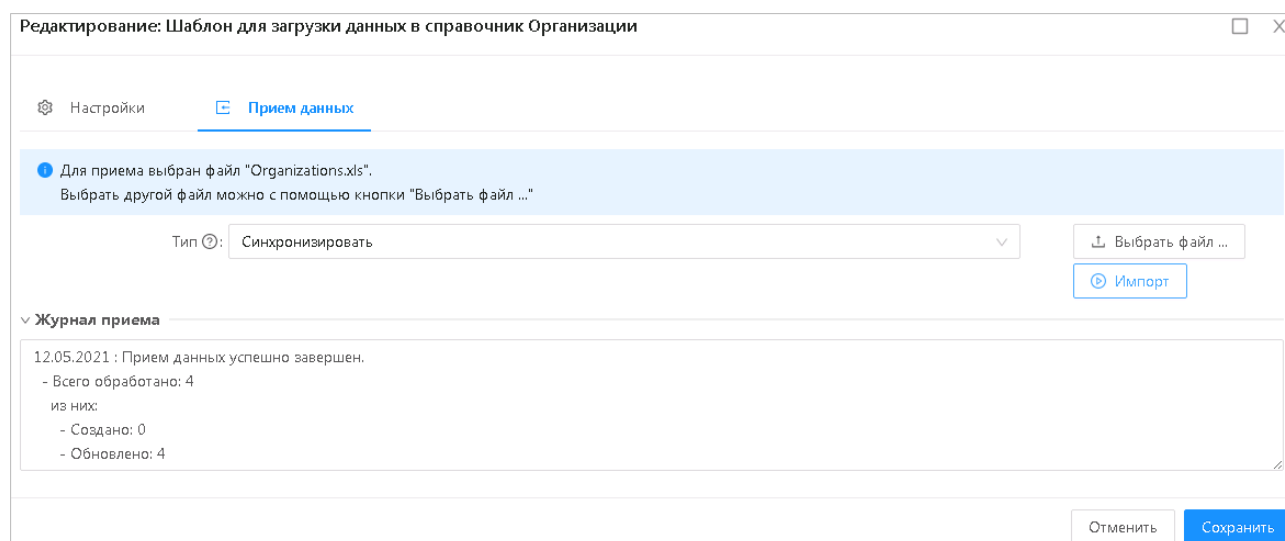 Редактирование: Шаблон для загрузки данных в справочник Организации
Настройки
Прием данных
Для приема выбран файл "Organizations.xls".
Выбрать другой файл можно с помощью кнопки "Выбрать файл ..."
Тип ?: Синхронизировать
Выбрать файл ...
Импорт
Журнал приема
12.05.2021 : Прием данных успешно завершен.
- Всего обработано: 4
из них:
- Создано: 0
- Обновлено: 4
Отменить
Сохранить